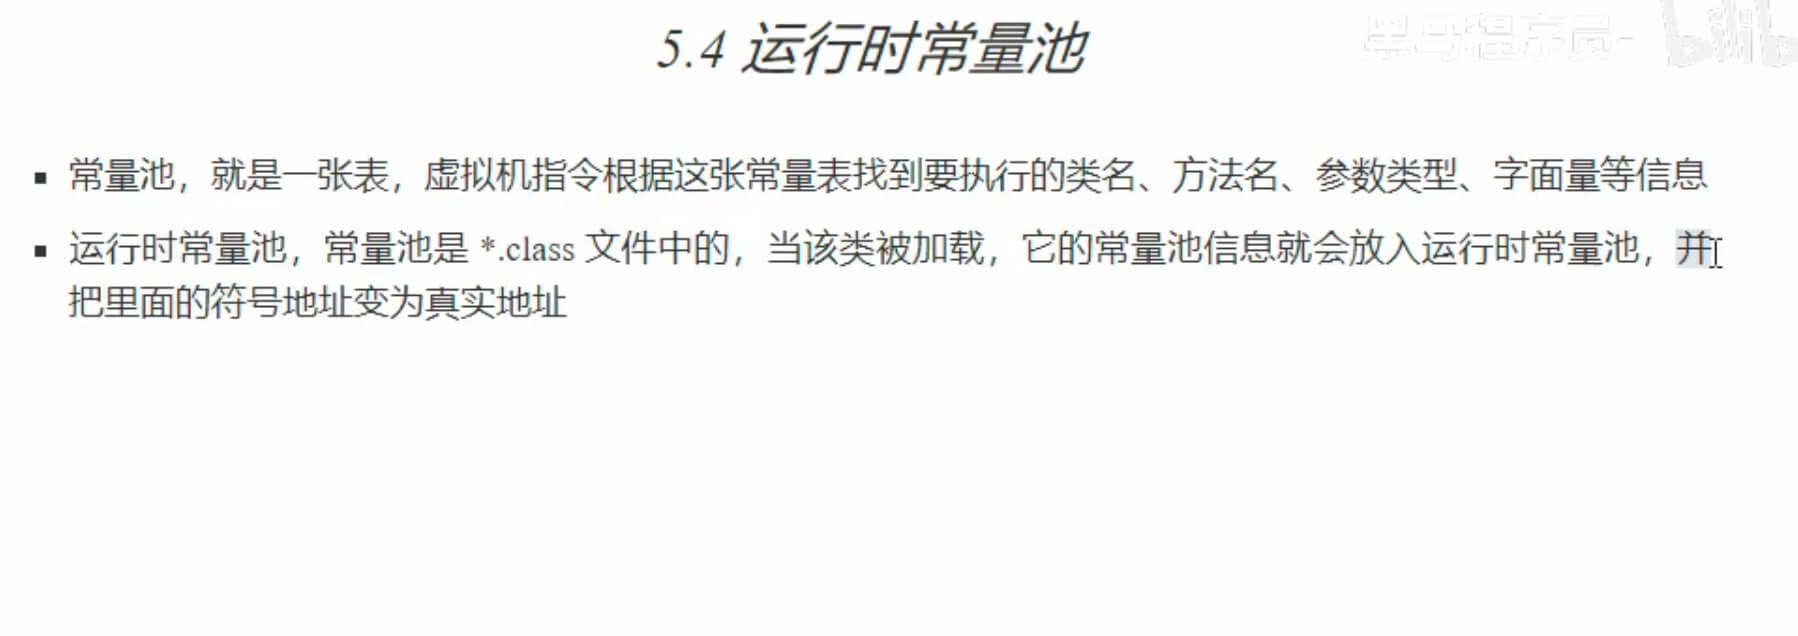 5.4 运行时常量池
黑马程序员-
bilibili
▪ 常量池，就是一张表，虚拟机指令根据这张常量表找到要执行的类名、方法名、参数类型、字面量等信息
▪ 运行时常量池，常量池是 *.class 文件中的，当该类被加载，它的常量池信息就会放入运行时常量池，并
把里面的符号地址变为真实地址